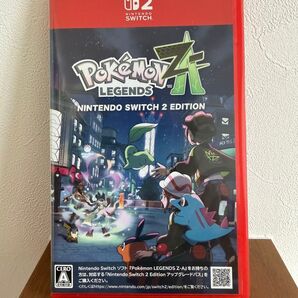 2
NINTENDO
SWITCH
POKéMON
LEGENDS
Z-A
NINTENDO SWITCH 2 EDITION
CERO
A
Nintendo Switch ソフト「Pokémon LEGENDS Z-A」をお持ちの
方は、対応する「Nintendo Switch 2 Edition アップグレードパス」を
ご購入ください。